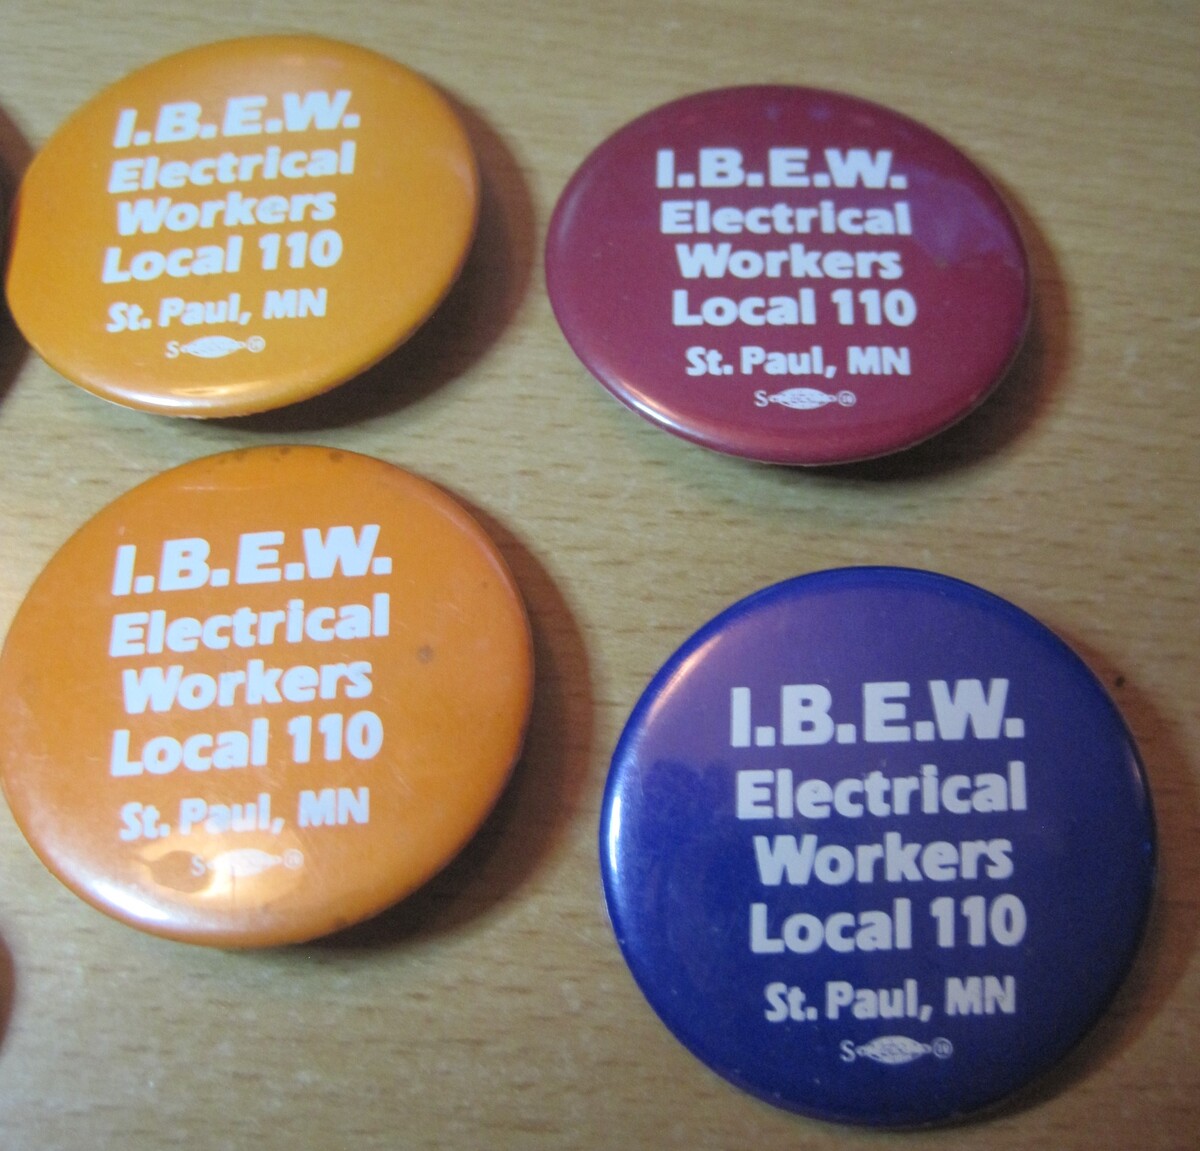 I.B.E.W.
Electrical
Workers
Local 110
St. Paul, MN
S
I.B.E.W.
Electrical
Workers
Local 110
St. Paul, MN
S
I.B.E.W.
Electrical
Workers
Local 110
St. Paul, MN
S
I.B.E.W.
Electrical
Workers
Local 110
St. Paul, MN
S